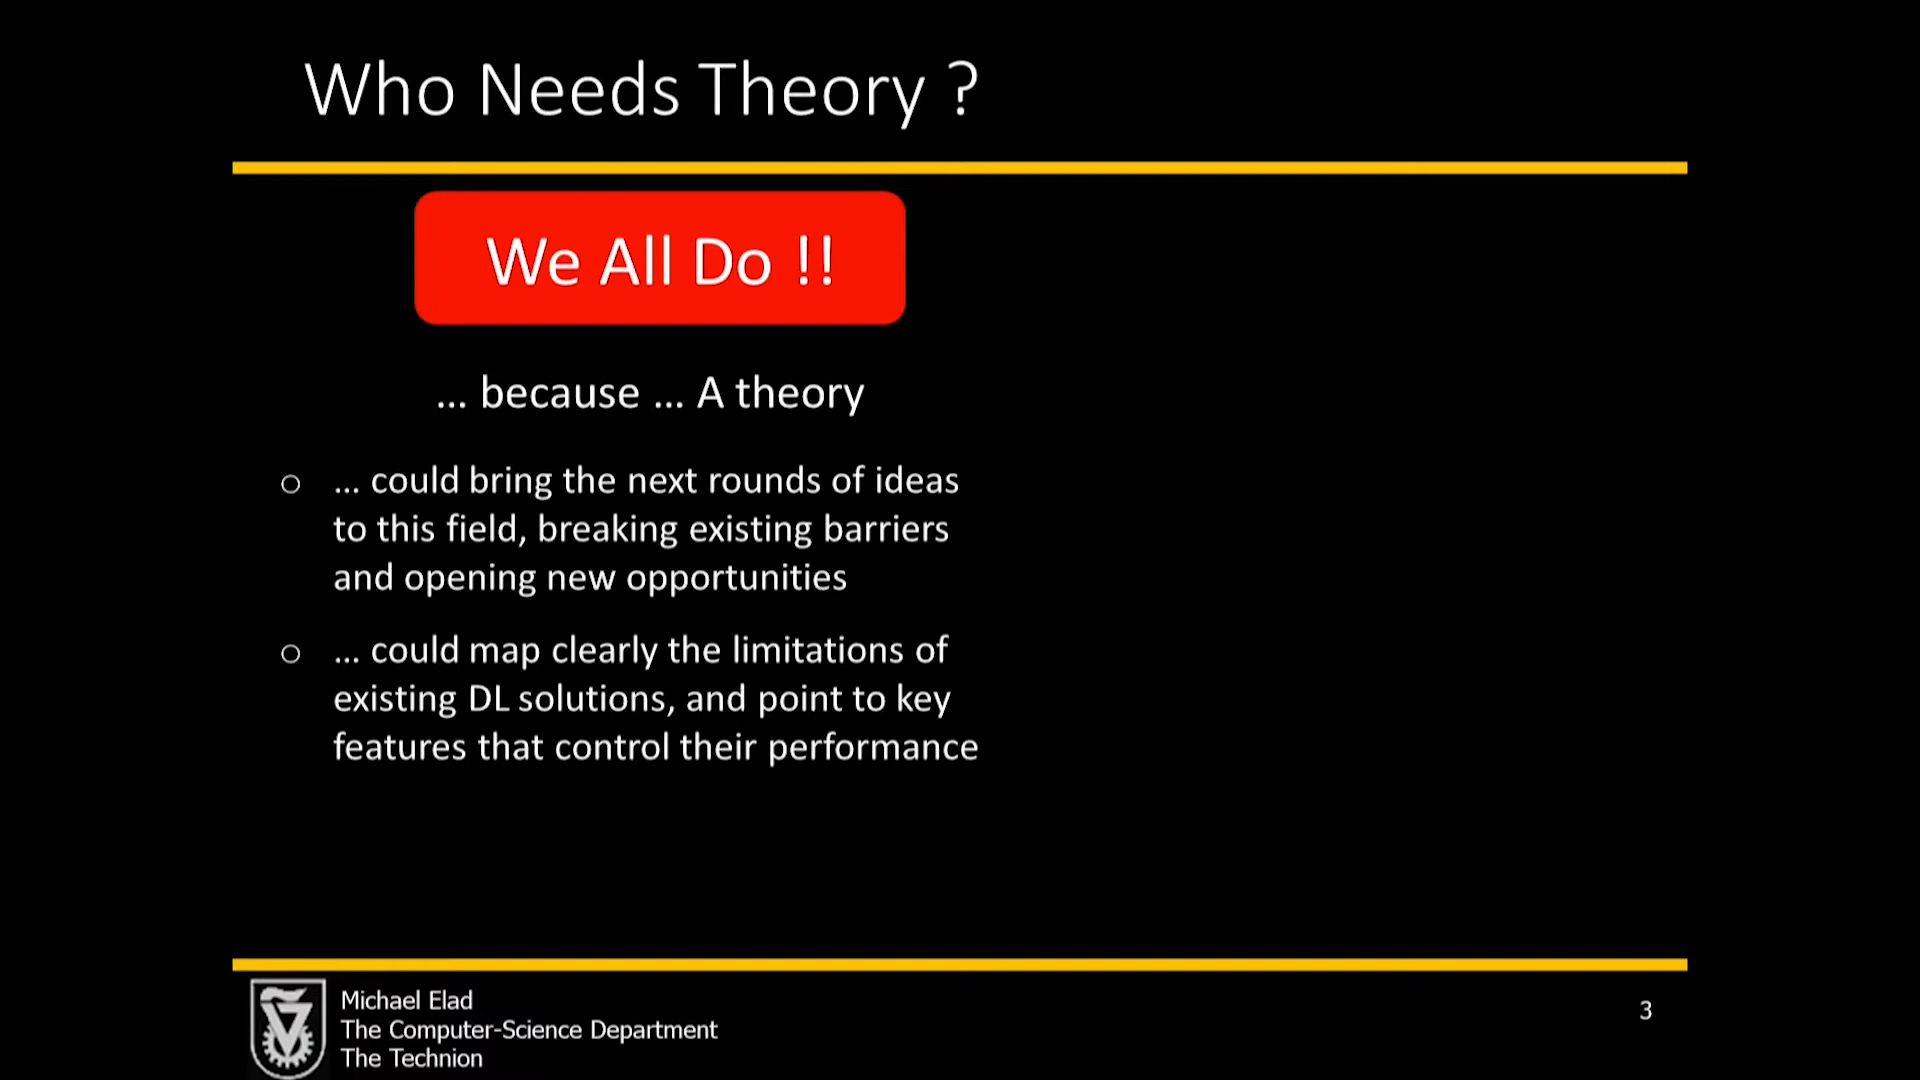 Who Needs Theory ?
We All Do !!
... because ... A theory
o ... could bring the next rounds of ideas
to this field, breaking existing barriers
and opening new opportunities
o ... could map clearly the limitations of
existing DL solutions, and point to key
features that control their performance
Michael Elad
The Computer-Science Department
The Technion
3